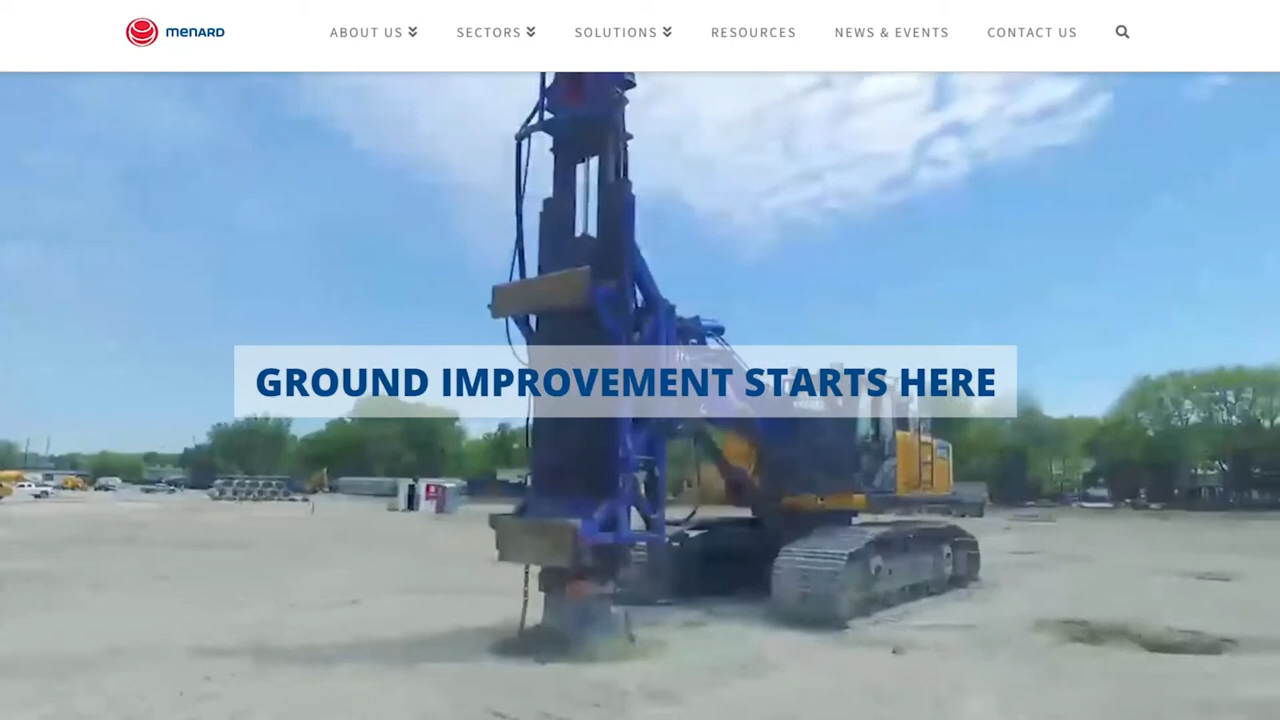 menARD
ABOUT US
SECTORS
SOLUTIONS
RESOURCES
NEWS & EVENTS
CONTACT US
GROUND IMPROVEMENT STARTS HERE